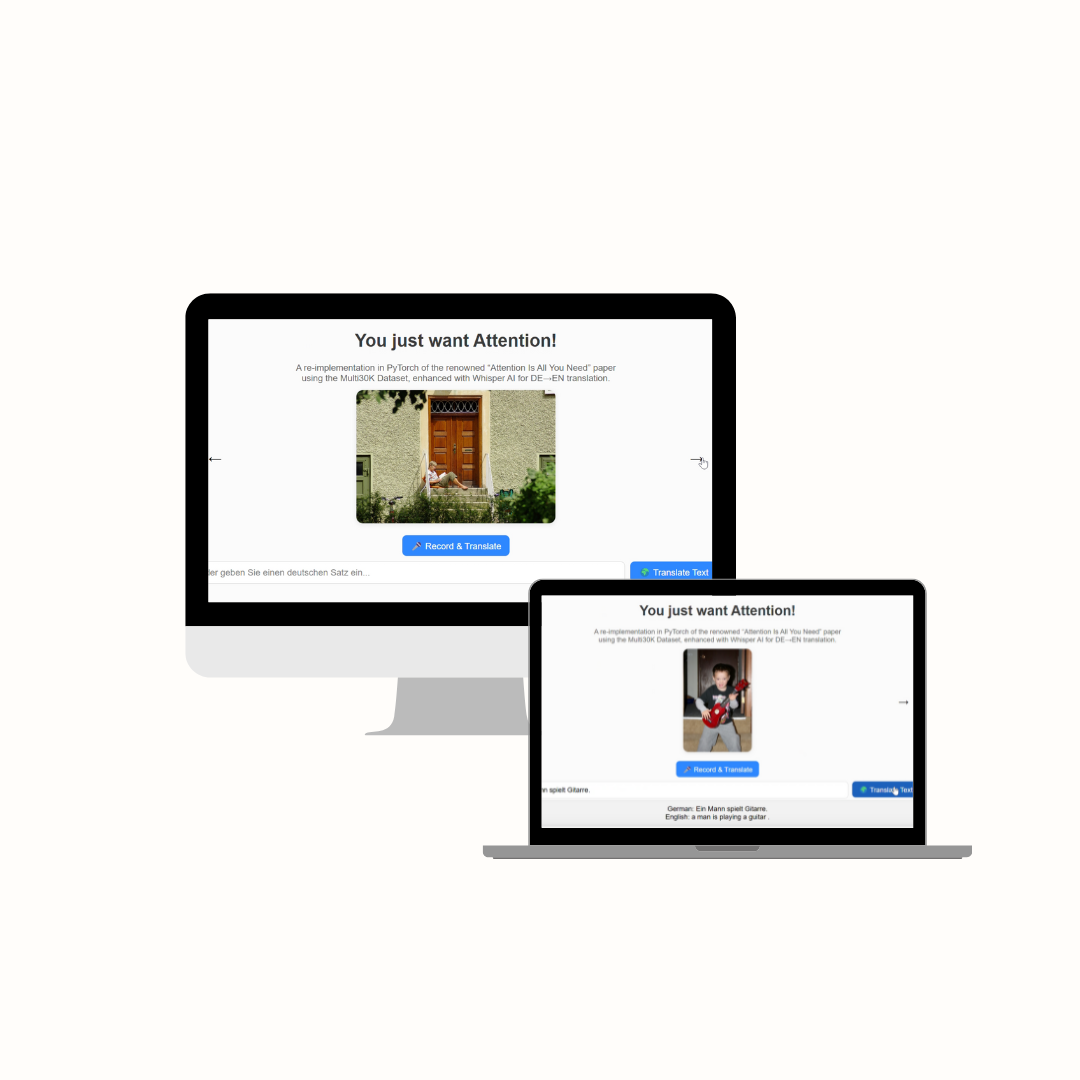 You just want Attention!
A re-implementation in PyTorch of the renowned "Attention Is All You Need" paper
using the Multi30K Dataset, enhanced with Whisper AI for DE→EN translation.
←
→
Record & Translate
der geben Sie einen deutschen Satz ein...
Translate Text
You just want Attention!
A re-implementation in PyTorch of the renowned "Attention Is All You Need" paper
using the Multi30K Dataset, enhanced with Whisper AI for DE→EN translation.
→
Record & Translate
nn spielt Gitarre.
Translate Text
German: Ein Mann spielt Gitarre.
English: a man is playing a guitar .